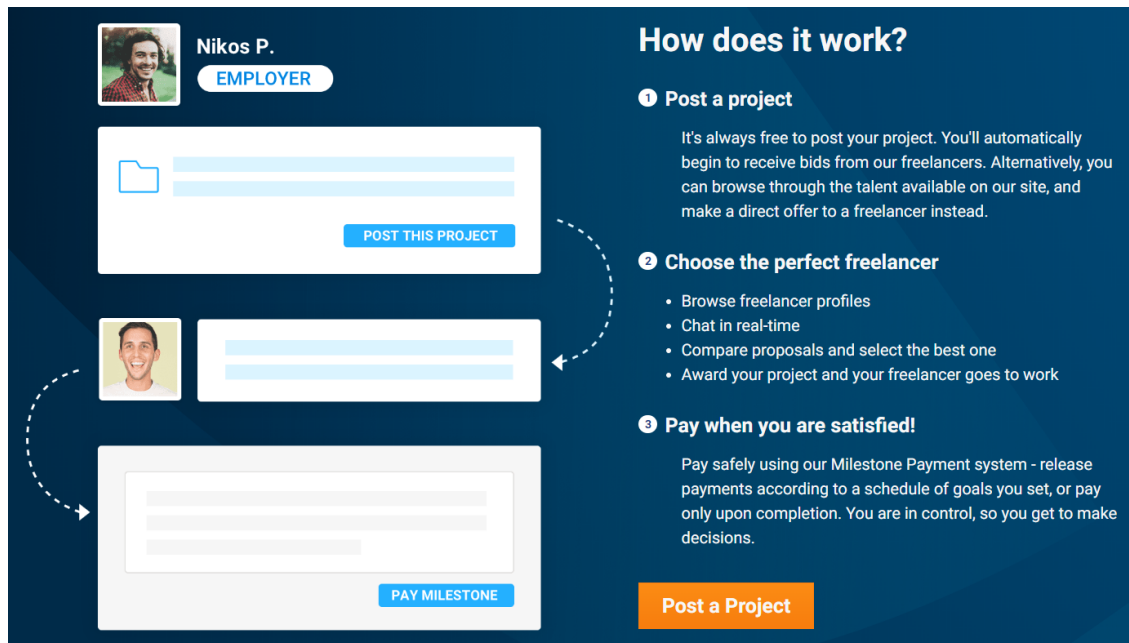 Nikos P.
EMPLOYER
POST THIS PROJECT
PAY MILESTONE
How does it work?
1 Post a project
It's always free to post your project. You'll automatically
begin to receive bids from our freelancers. Alternatively, you
can browse through the talent available on our site, and
make a direct offer to a freelancer instead.
2 Choose the perfect freelancer
• Browse freelancer profiles
• Chat in real-time
• Compare proposals and select the best one
• Award your project and your freelancer goes to work
3 Pay when you are satisfied!
Pay safely using our Milestone Payment system - release
payments according to a schedule of goals you set, or pay
only upon completion. You are in control, so you get to make
decisions.
Post a Project